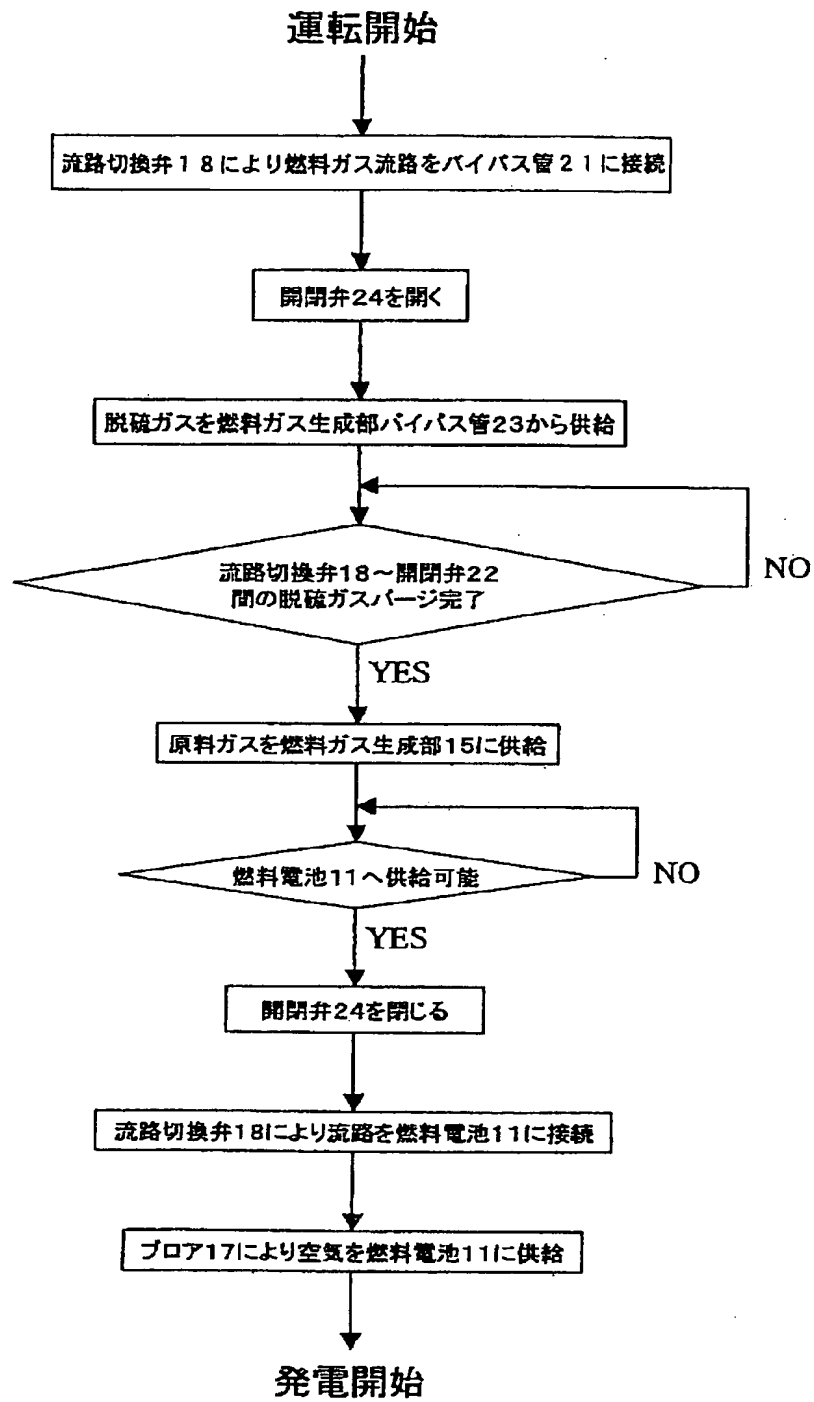 運転開始
流路切換弁18により燃料ガス流路をバイパス管21に接続
開閉弁24を開く
脱硫ガスを燃料ガス生成部バイパス管23から供給
流路切換弁18～開閉弁22
間の脱硫ガスパージ完了
NO
YES
原料ガスを燃料ガス生成部15に供給
燃料電池11へ供給可能
NO
YES
開閉弁24を閉じる
流路切換弁18により流路を燃料電池11に接続
ブロア17により空気を燃料電池11に供給
発電開始